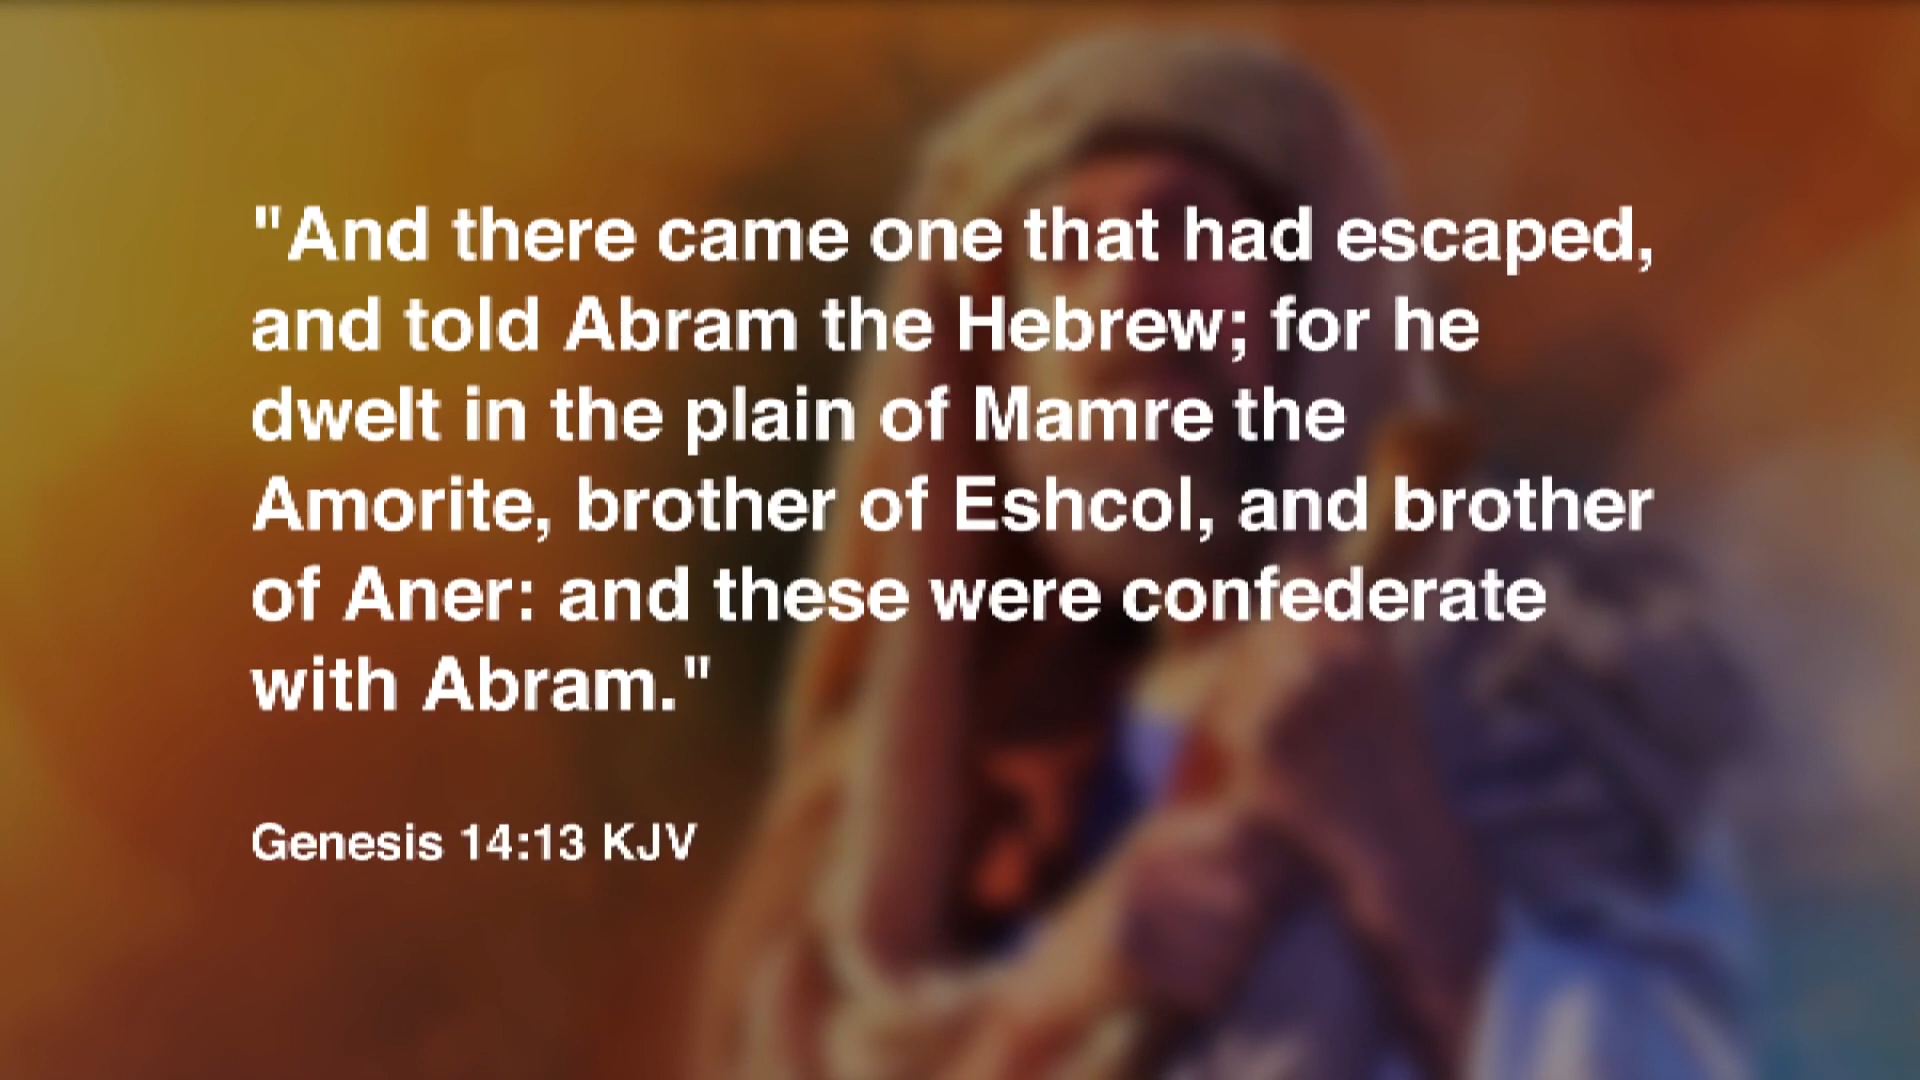 "And there came one that had escaped,
and told Abram the Hebrew; for he
dwelt in the plain of Mamre the
Amorite, brother of Eshcol, and brother
of Aner: and these were confederate
with Abram."
Genesis 14:13 KJV